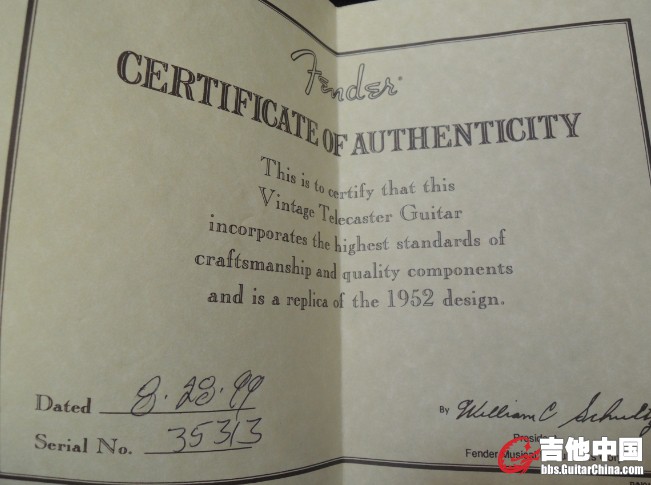 Fender
CERTIFICATE OF AUTHENTICITY
This is to certify that this
Vintage Telecaster Guitar
incorporates the highest standards of
craftsmanship and quality components
and is a replica of the 1952 design.
Dated 8.28.99
Serial No. 35313
By William C Schultz
President
Fender Musical
吉他中国
bbs.GuitarChina.com